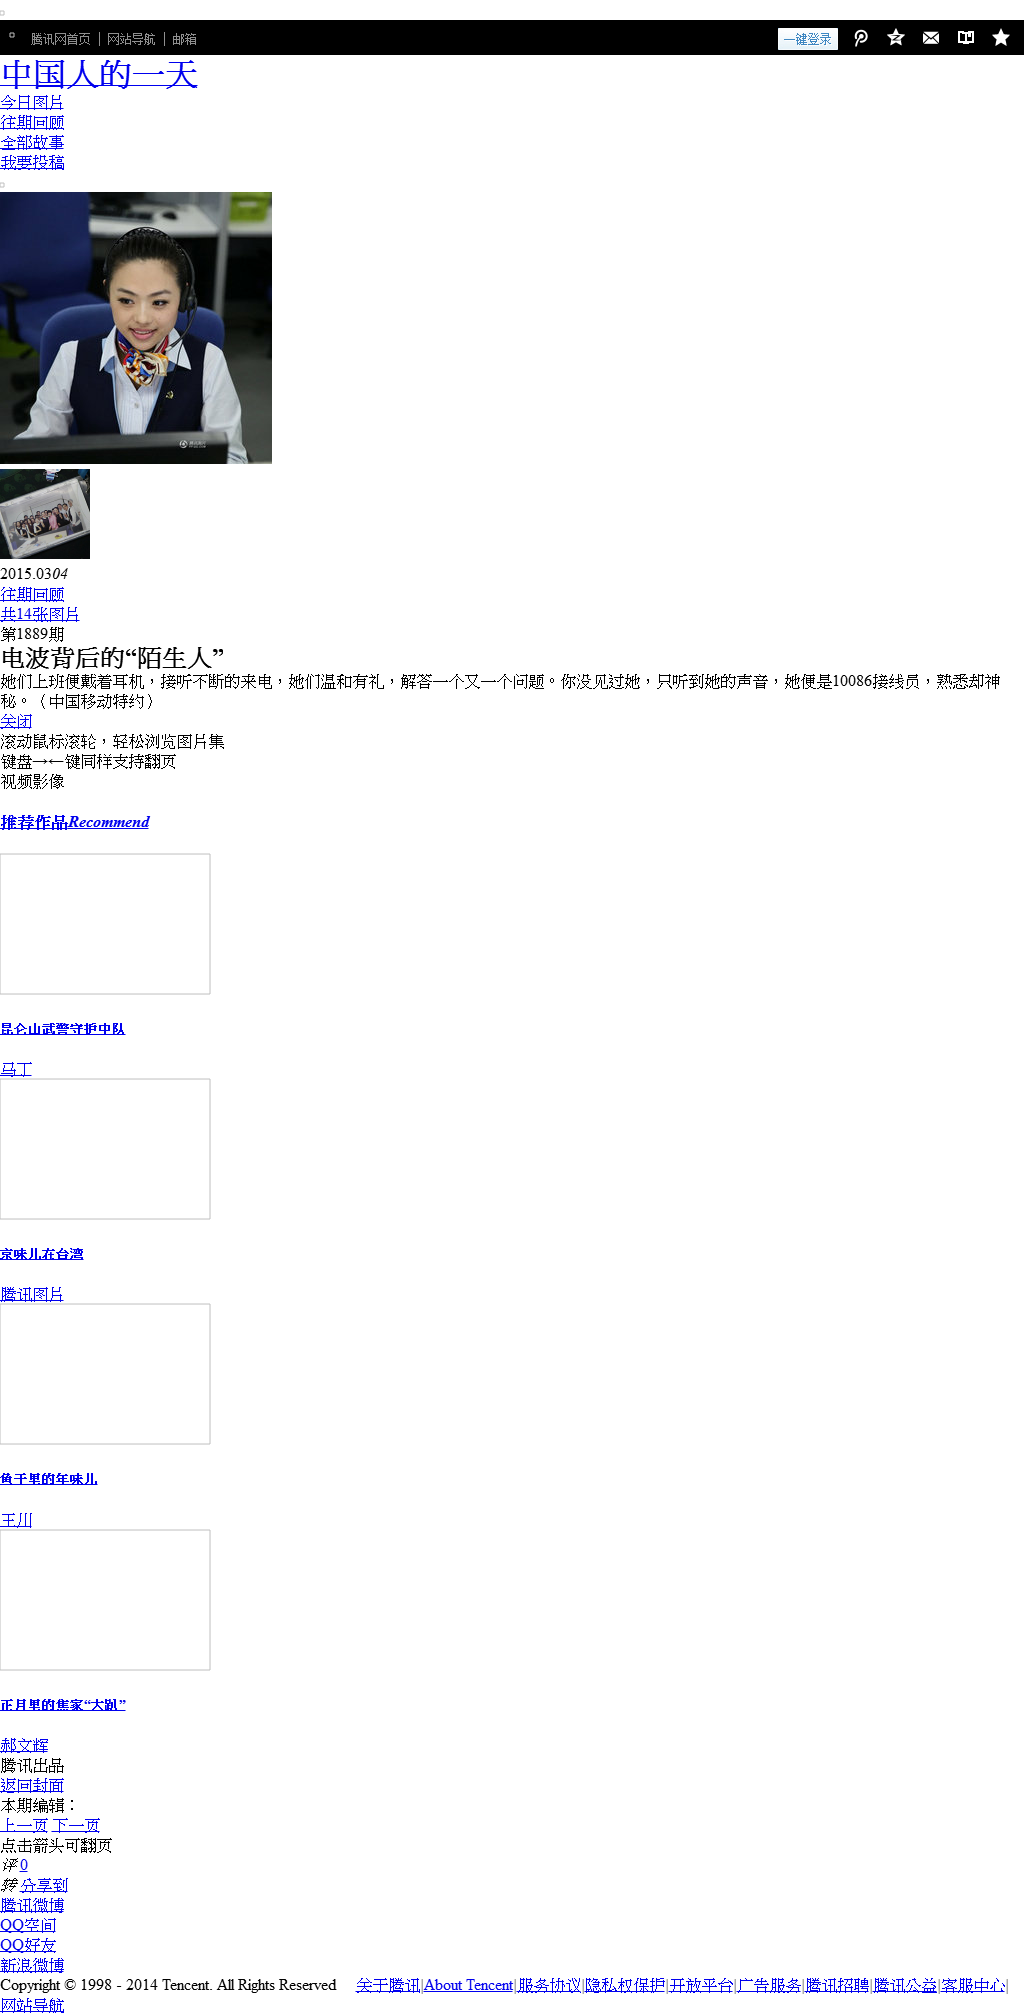 腾讯网首页 | 网站导航 | 邮箱 一键登录
中国人的一天
今日图片
往期回顾
全部故事
我要投稿
2015.0304
往期回顾
共14张图片
第1889期
电波背后的“陌生人”
她们上班便戴着耳机，接听不断的来电，她们温和有礼，解答一个又一个问题。你没见过她，只听到她的声音，她便是10086接线员，熟悉却神
秘。（中国移动特约）
关闭
滚动鼠标滚轮，轻松浏览图片集
键盘→←键同样支持翻页
视频影像
推荐作品Recommend
昆仑山武警守护中队
马丁
京味儿在台湾
腾讯图片
鱼干里的年味儿
王川
正月里的焦家“大趴”
郝文辉
腾讯出品
返回封面
本期编辑：
上一页 下一页
点击箭头可翻页
评 0
转 分享到
腾讯微博
QQ空间
QQ好友
新浪微博
Copyright © 1998 - 2014 Tencent. All Rights Reserved 关于腾讯|About Tencent|服务协议|隐私权保护|开放平台|广告服务|腾讯招聘|腾讯公益|客服中心|
网站导航